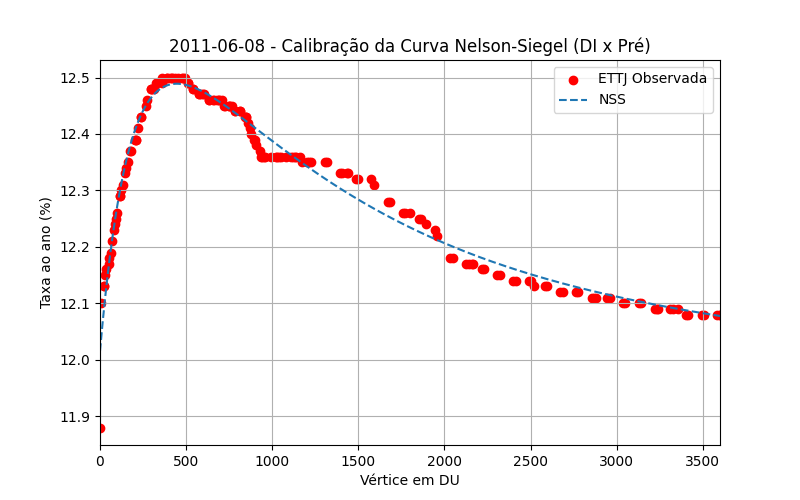 2011-06-08 - Calibração da Curva Nelson-Siegel (DI x Pré)
ETTJ Observada
NSS
Taxa ao ano (%)
12.5
12.4
12.3
12.2
12.1
12.0
11.9
0 500 1000 1500 2000 2500 3000 3500
Vértice em DU